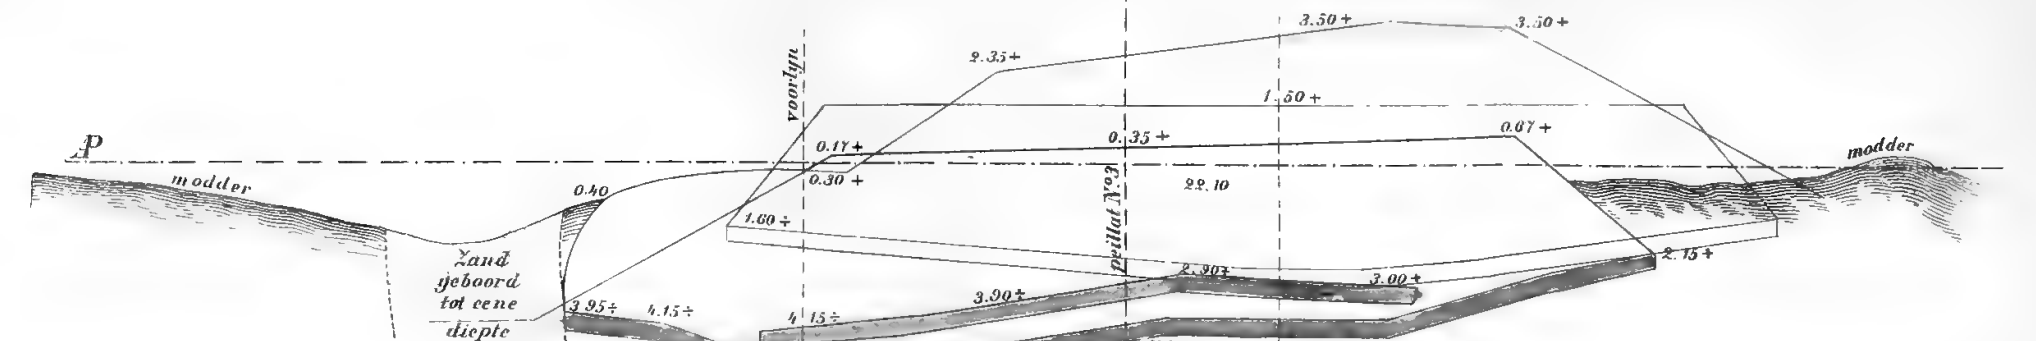 3.50+
3.50+
2.35+
voorlyn
1.50+
AP
0.17+
0.35+
0.67+
modder
modder
0.40
0.30+
peillat No. 3
22.10
1.60÷
Zand
geboord
tot eene
diepte
2.90÷
3.00÷
2.15÷
3.95÷
4.15÷
3.90÷
4.15÷